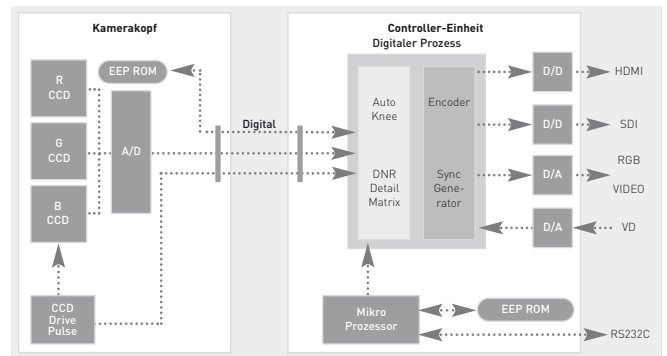 Kamerakopf
Controller-Einheit
Digitaler Prozess
R
CCD
EEP ROM
G
CCD
A/D
B
CCD
CCD
Drive
Pulse
Digital
Auto
Knee
DNR
Detail
Matrix
Encoder
Sync
Gene-
rator
D/D
HDMI
D/D
SDI
D/A
RGB
VIDEO
D/A
VD
Mikro
Prozessor
EEP ROM
RS232C